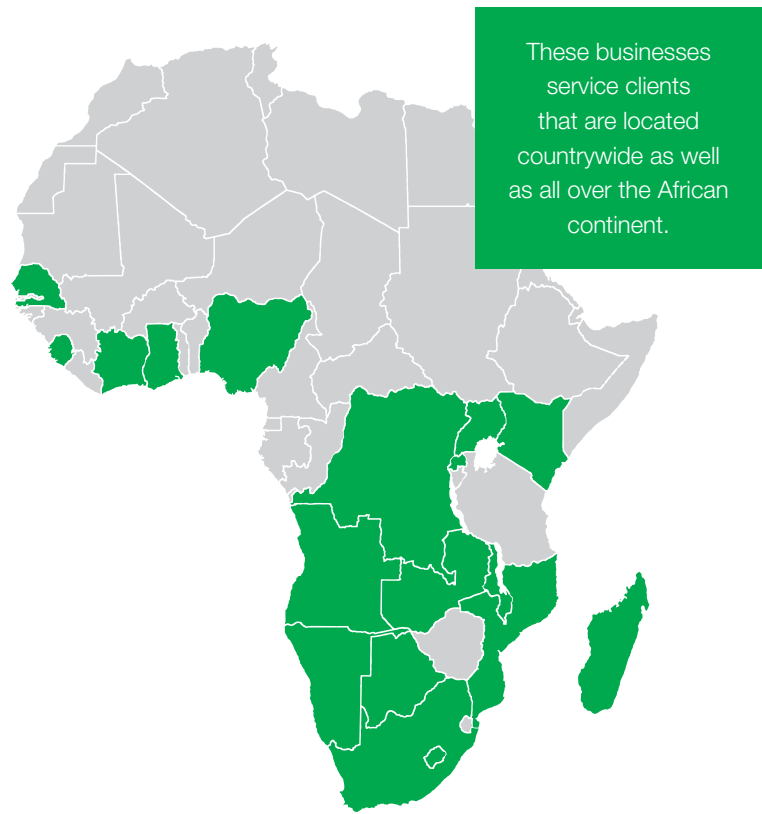 These businesses
service clients
that are located
countrywide as well
as all over the African
continent.